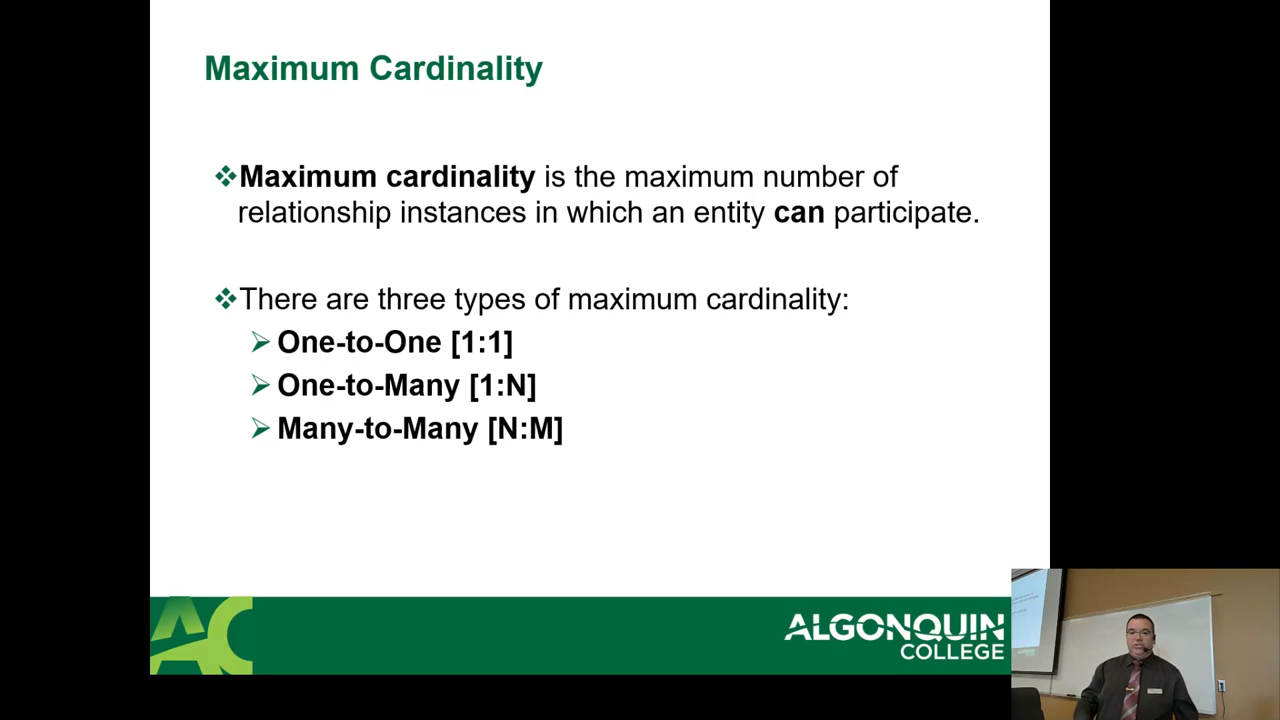 Maximum Cardinality
❖Maximum cardinality is the maximum number of
relationship instances in which an entity can participate.
❖There are three types of maximum cardinality:
➢One-to-One [1:1]
➢One-to-Many [1:N]
➢Many-to-Many [N:M]
AC
ALGONQUIN
COLLEGE